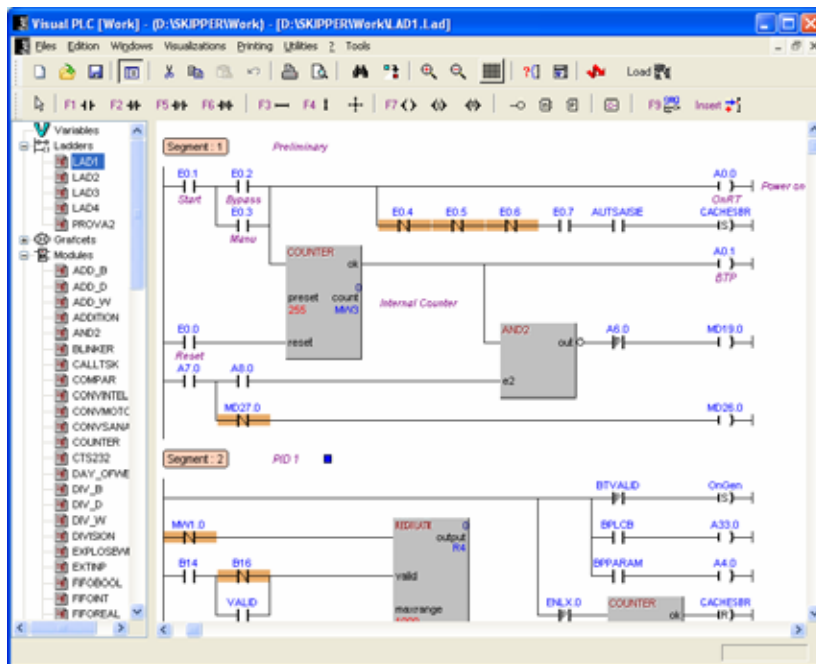 Visual PLC [Work] - (D:\SKIPPER\Work) - [D:\SKIPPER\Work\LAD1.Lad]
Files Edition Windows Visualizations Printing Utilities ? Tools
Load
F1 F2 F5 F6 F3 F4 F7 F9 Insert
Variables
Ladders
LAD1
LAD2
LAD3
LAD4
PROVA2
Grafcets
Modules
ADD_B
ADD_D
ADD_W
ADDITION
AND2
BLINKER
CALLTSK
COMPAR
CONVINTEL
CONVMOTO
CONVSANA
COUNTER
CTS232
DAY_OFWE
DIV_B
DIV_D
DIV_W
DIVISION
EXPLOSEWI
EXTINP
FIFOBOOL
FIFOINT
FIFOREAL
Segment : 1 Preliminary
E0.1 E0.2 A0.0
Start Bypass OnRT Power on
E0.3 E0.4 E0.5 E0.6 E0.7 AUTSAISIE CACHESBR
Manu (S)
COUNTER A0.1
ok BTP
0
preset count Internal Counter
255 MW3
E0.0 AND2 A6.0 MD19.0
reset out
Reset
A7.0 A8.0
e2
MD27.0 MD26.0
Segment : 2 PID 1
BTVALID OnGen
(S)
MW1.0 REGULATE 0 BPLCB A33.0
output
R4
B14 B16 BPPARAM A4.0
valid
VALID ENLX.0 COUNTER CACHESBR
maxrange ok (R)